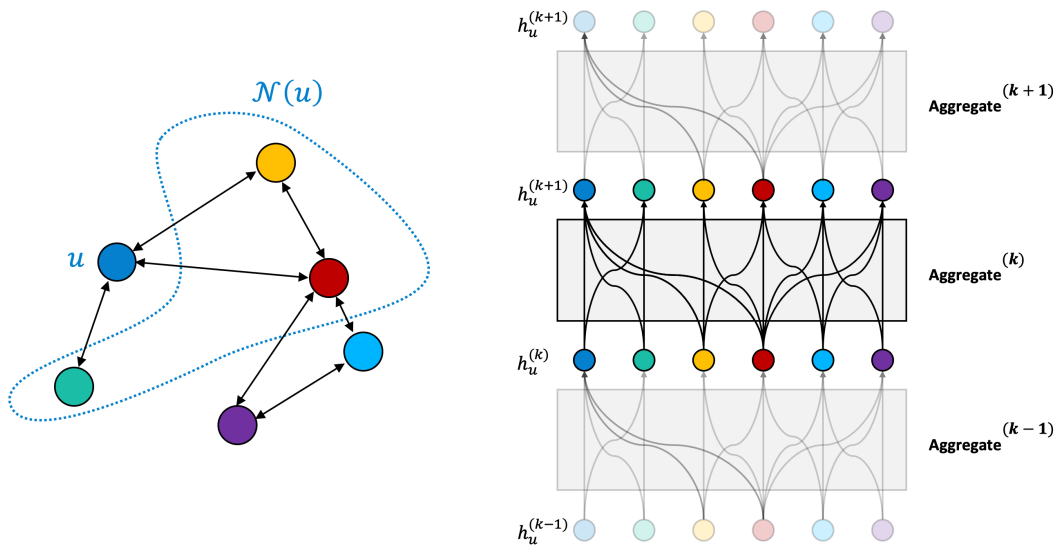 𝒩(u)
u
h_u^{(k+1)}
Aggregate^{(k+1)}
h_u^{(k+1)}
Aggregate^{(k)}
h_u^{(k)}
Aggregate^{(k−1)}
h_u^{(k−1)}